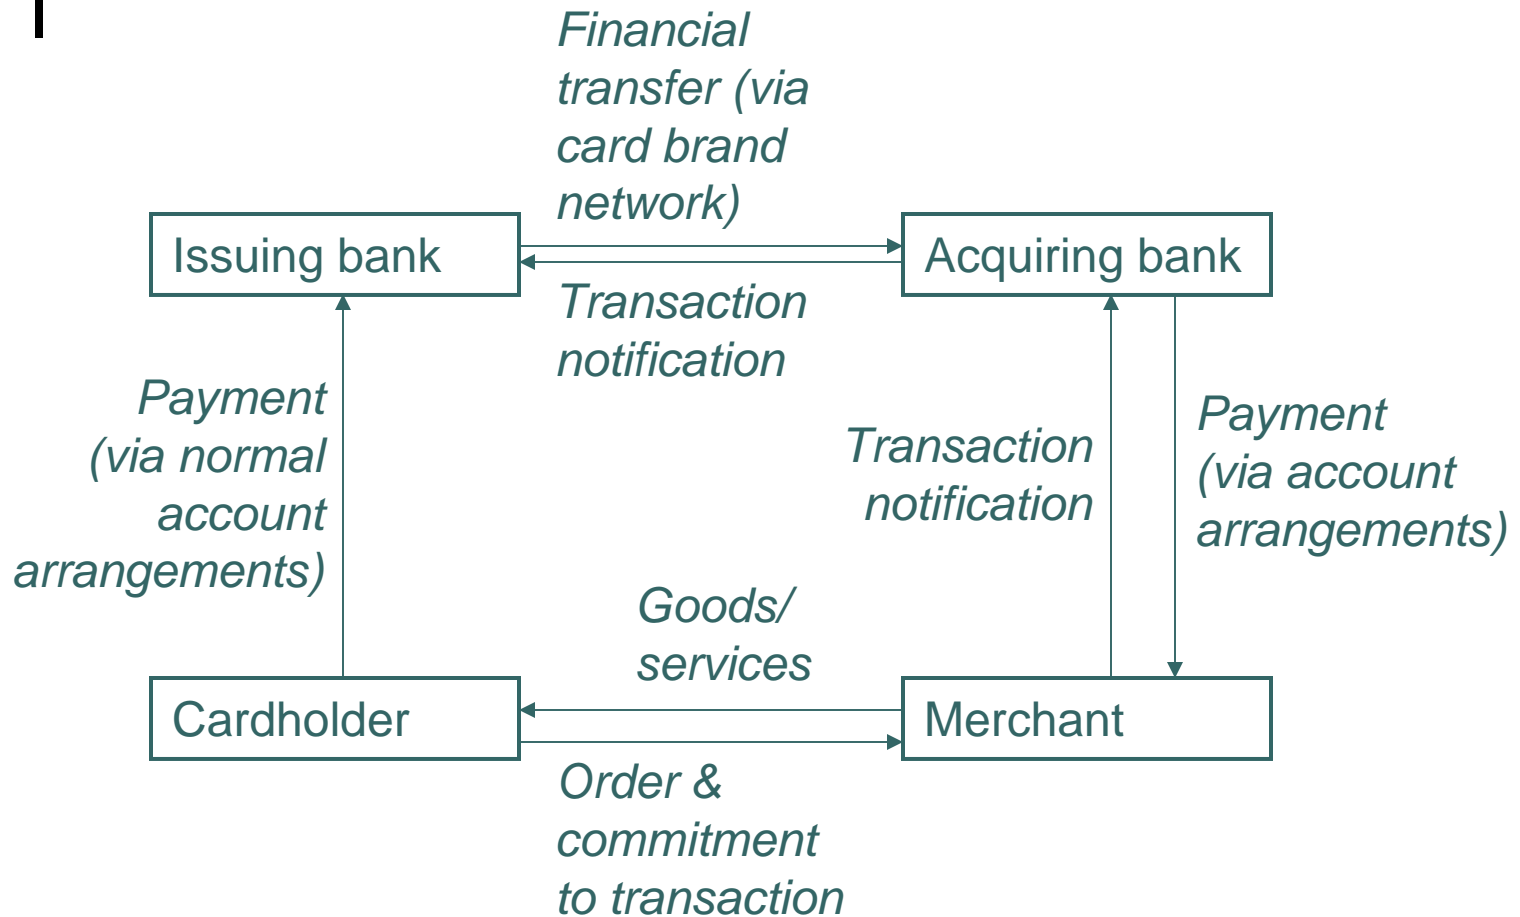 Financial
transfer (via
card brand
network)
Issuing bank
Acquiring bank
Transaction
notification
Payment
(via normal
account
arrangements)
Transaction
notification
Payment
(via account
arrangements)
Goods/
services
Cardholder
Merchant
Order &
commitment
to transaction